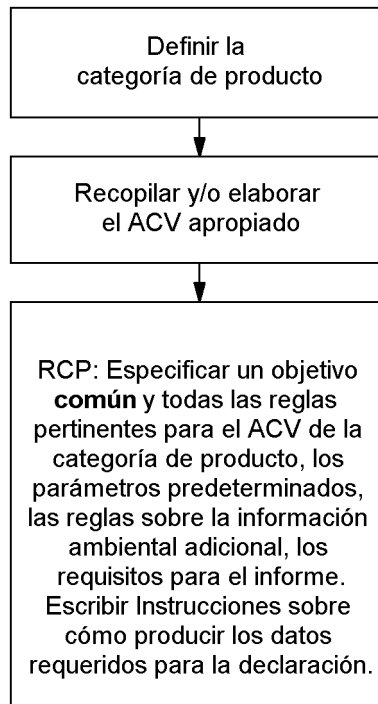 Definir la
categoría de producto
Recopilar y/o elaborar
el ACV apropiado
RCP: Especificar un objetivo
común y todas las reglas
pertinentes para el ACV de la
categoría de producto, los
parámetros predeterminados,
las reglas sobre la información
ambiental adicional, los
requisitos para el informe.
Escribir Instrucciones sobre
cómo producir los datos
requeridos para la declaración.